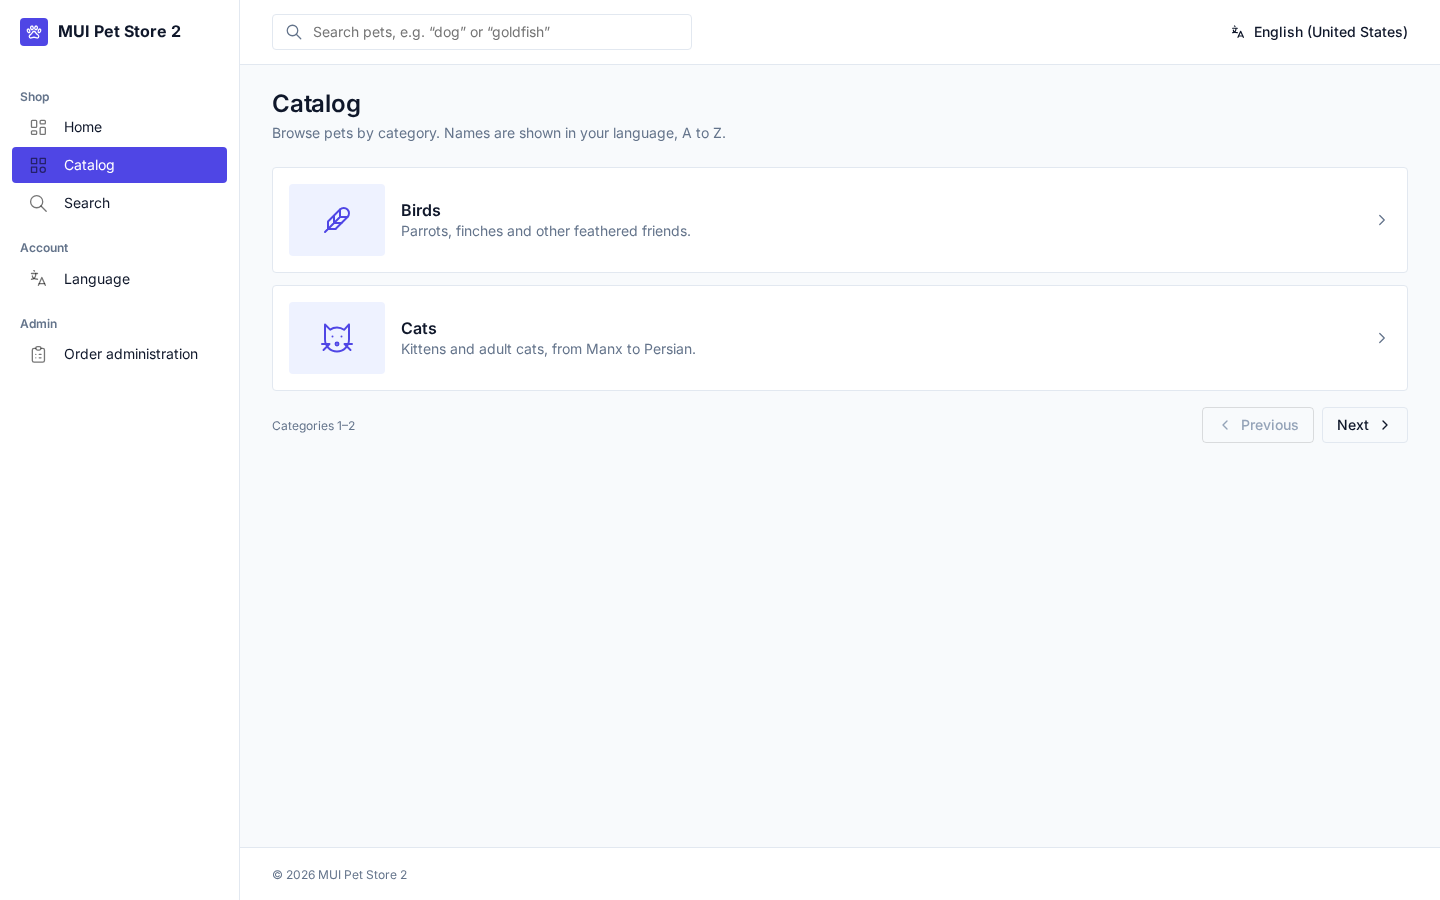 MUI Pet Store 2
Search pets, e.g. “dog” or “goldfish”
English (United States)
Shop
Home
Catalog
Search
Account
Language
Admin
Order administration
Catalog
Browse pets by category. Names are shown in your language, A to Z.
Birds
Parrots, finches and other feathered friends.
Cats
Kittens and adult cats, from Manx to Persian.
Categories 1–2
Previous
Next
© 2026 MUI Pet Store 2